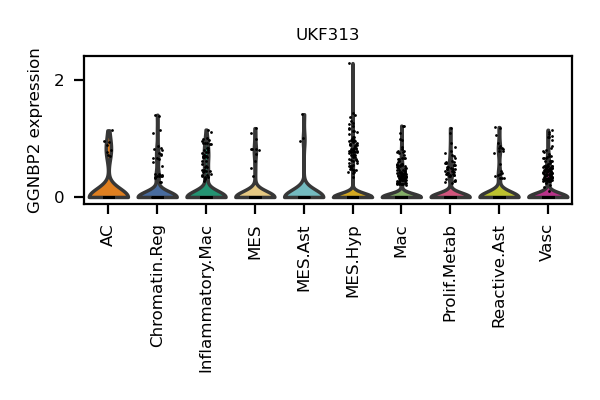 UKF313
GGNBP2 expression
2
0
AC
Chromatin.Reg
Inflammatory.Mac
MES
MES.Ast
MES.Hyp
Mac
Prolif.Metab
Reactive.Ast
Vasc